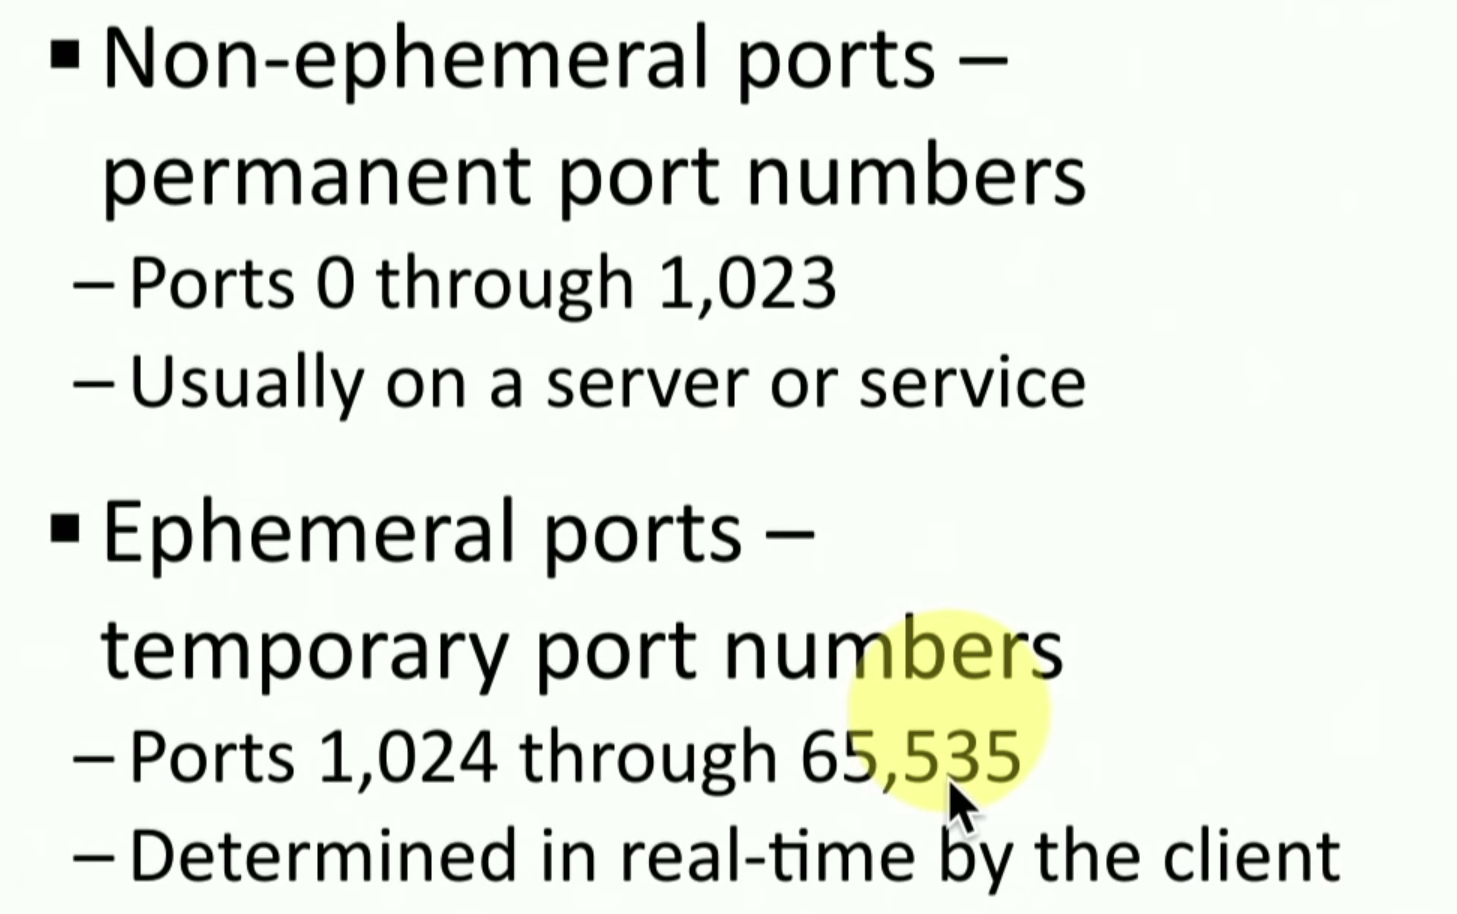 ▪ Non-ephemeral ports –
permanent port numbers
– Ports 0 through 1,023
– Usually on a server or service
▪ Ephemeral ports –
temporary port numbers
– Ports 1,024 through 65,535
– Determined in real-time by the client